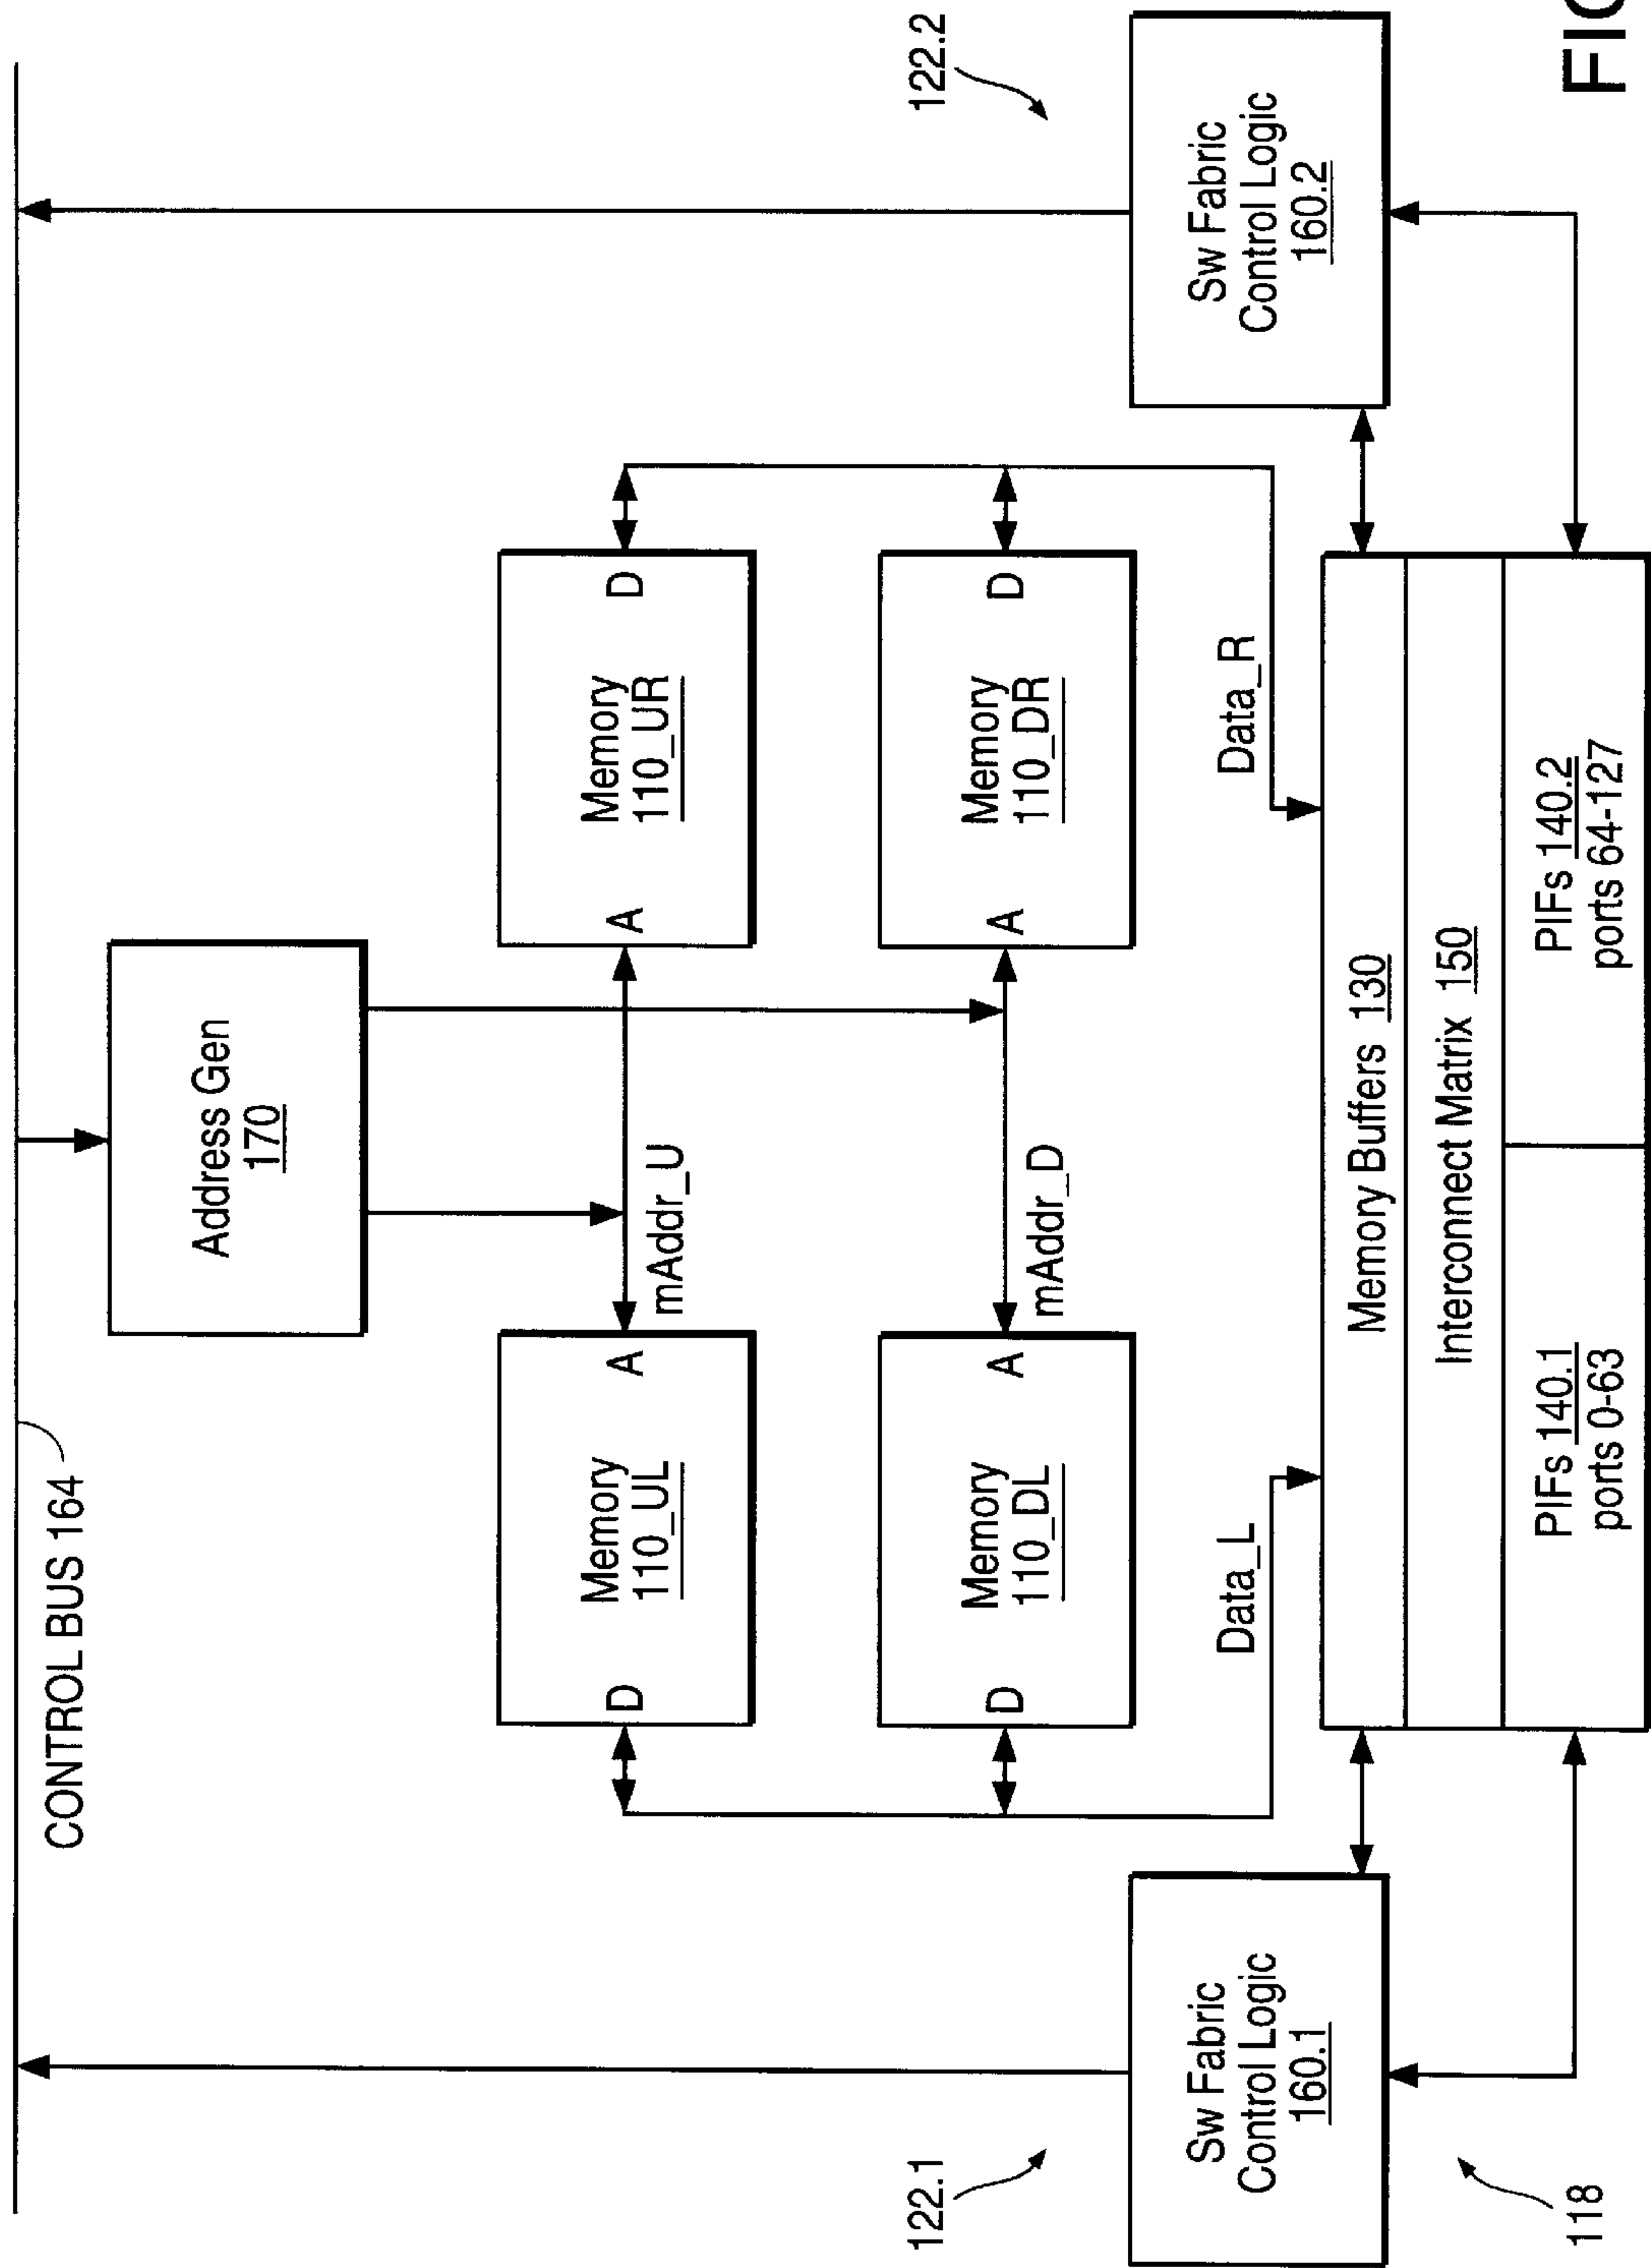 CONTROL BUS 164
Address Gen
170
Memory
110_UL
D
A
Memory
110_UR
A
D
mAddr_U
Memory
110_DL
D
A
Memory
110_DR
A
D
mAddr_D
122.1
122.2
Sw Fabric
Control Logic
160.1
Data_L
Data_R
Sw Fabric
Control Logic
160.2
Memory Buffers 130
Interconnect Matrix 150
PIFs 140.1
ports 0-63
PIFs 140.2
ports 64-127
118